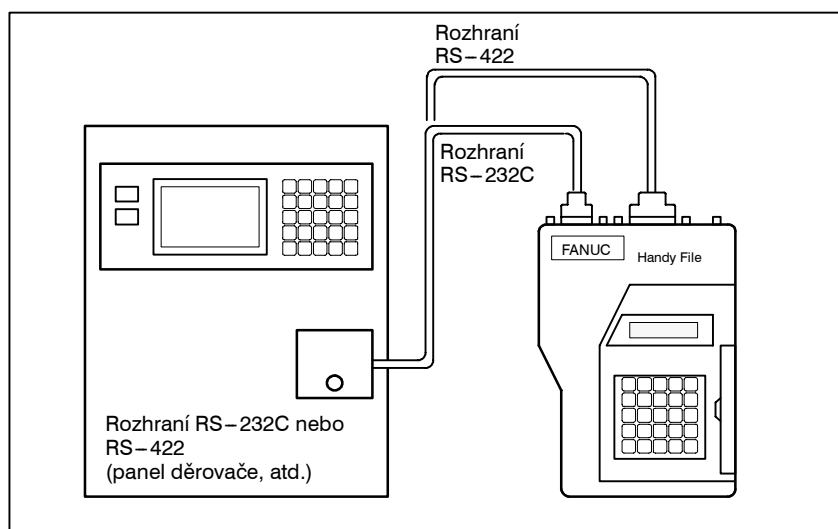 Rozhraní
RS-422
Rozhraní
RS-232C
FANUC
Handy File
Rozhraní RS-232C nebo
RS-422
(panel děrovače, atd.)